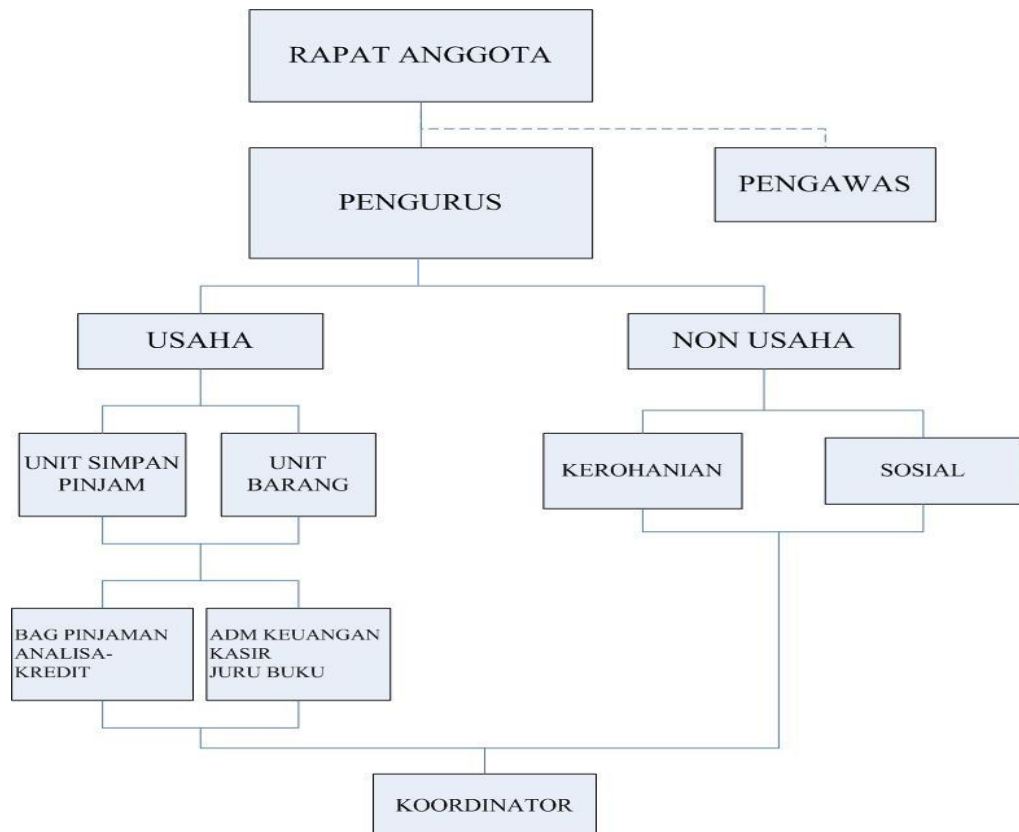 RAPAT ANGGOTA
PENGURUS
PENGAWAS
USAHA
NON USAHA
UNIT SIMPAN
PINJAM
UNIT
BARANG
KEROHANIAN
SOSIAL
BAG PINJAMAN
ANALISA-
KREDIT
ADM KEUANGAN
KASIR
JURU BUKU
KOORDINATOR